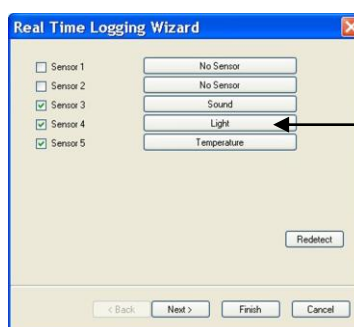 Real Time Logging Wizard
Sensor 1 No Sensor
Sensor 2 No Sensor
Sensor 3 Sound
Sensor 4 Light
Sensor 5 Temperature
Redetect
< Back Next > Finish Cancel